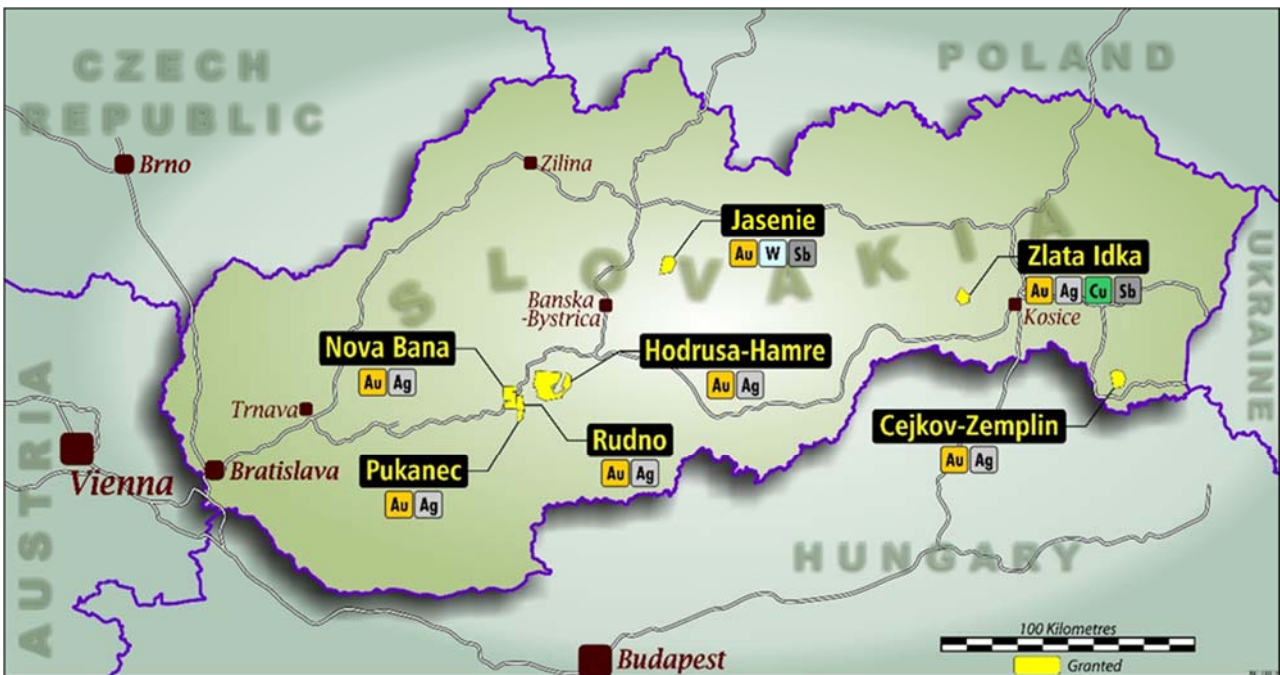 CZECH
REPUBLIC
POLAND
Brno
Zilina
Jasenie
Au W Sb
SLOVAKIA
Zlata Idka
Au Ag Cu Sb
UKRAINE
Banska
-Bystrica
Kosice
Nova Bana
Au Ag
Hodrusa-Hamre
Au Ag
Trnava
Cejkov-Zemplin
Au Ag
Rudno
Au Ag
Pukanec
Au Ag
Bratislava
Vienna
AUSTRIA
HUNGARY
100 Kilometres
Granted
Budapest